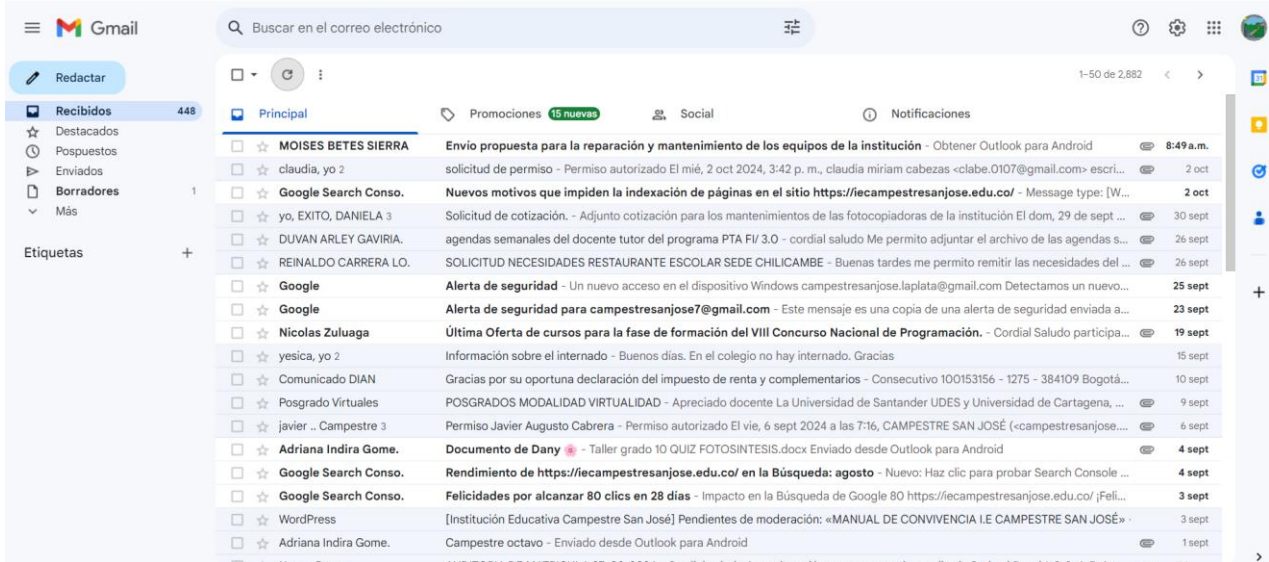 Gmail
Buscar en el correo electrónico
Redactar
1–50 de 2,882
Recibidos 448
Destacados
Pospuestos
Enviados
Borradores 1
Más
Etiquetas
Principal Promociones 15 nuevas Social Notificaciones
MOISES BETES SIERRA Envío propuesta para la reparación y mantenimiento de los equipos de la institución - Obtener Outlook para Android 8:49 a.m.
claudia, yo 2 solicitud de permiso - Permiso autorizado El mié, 2 oct 2024, 3:42 p. m., claudia miriam cabezas <clabe.0107@gmail.com> escri... 2 oct
Google Search Conso. Nuevos motivos que impiden la indexación de páginas en el sitio https://iecampestresanjose.edu.co/ - Message type: [W... 2 oct
yo, EXITO, DANIELA 3 Solicitud de cotización. - Adjunto cotización para los mantenimientos de las fotocopiadoras de la institución El dom, 29 de sept ... 30 sept
DUVAN ARLEY GAVIRIA. agendas semanales del docente tutor del programa PTA FI/ 3.0 - cordial saludo Me permito adjuntar el archivo de las agendas s... 26 sept
REINALDO CARRERA LO. SOLICITUD NECESIDADES RESTAURANTE ESCOLAR SEDE CHILICAMBE - Buenas tardes me permito remitir las necesidades del ... 26 sept
Google Alerta de seguridad - Un nuevo acceso en el dispositivo Windows campestresanjose.laplata@gmail.com Detectamos un nuevo... 25 sept
Google Alerta de seguridad para campestresanjose7@gmail.com - Este mensaje es una copia de una alerta de seguridad enviada a... 23 sept
Nicolas Zuluaga Última Oferta de cursos para la fase de formación del VIII Concurso Nacional de Programación. - Cordial Saludo participa... 19 sept
yesica, yo 2 Información sobre el internado - Buenos días. En el colegio no hay internado. Gracias 15 sept
Comunicado DIAN Gracias por su oportuna declaración del impuesto de renta y complementarios - Consecutivo 100153156 - 1275 - 384109 Bogotá... 10 sept
Posgrado Virtuales POSGRADOS MODALIDAD VIRTUALIDAD - Apreciado docente La Universidad de Santander UDES y Universidad de Cartagena, ... 9 sept
javier .. Campestre 3 Permiso Javier Augusto Cabrera - Permiso autorizado El vie, 6 sept 2024 a las 7:16, CAMPESTRE SAN JOSÉ (<campestresanjose.... 6 sept
Adriana Indira Gome. Documento de Dany 🌸 - Taller grado 10 QUIZ FOTOSINTESIS.docx Enviado desde Outlook para Android 4 sept
Google Search Conso. Rendimiento de https://iecampestresanjose.edu.co/ en la Búsqueda: agosto - Nuevo: Haz clic para probar Search Console ... 4 sept
Google Search Conso. Felicidades por alcanzar 80 clics en 28 días - Impacto en la Búsqueda de Google 80 https://iecampestresanjose.edu.co/ ¡Feli... 3 sept
WordPress [Institución Educativa Campestre San José] Pendientes de moderación: «MANUAL DE CONVIVENCIA I.E CAMPESTRE SAN JOSÉ» - 3 sept
Adriana Indira Gome. Campestre octavo - Enviado desde Outlook para Android 1 sept